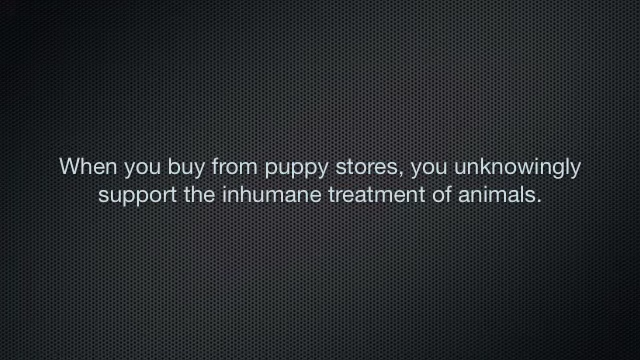 When you buy from puppy stores, you unknowingly
support the inhumane treatment of animals.